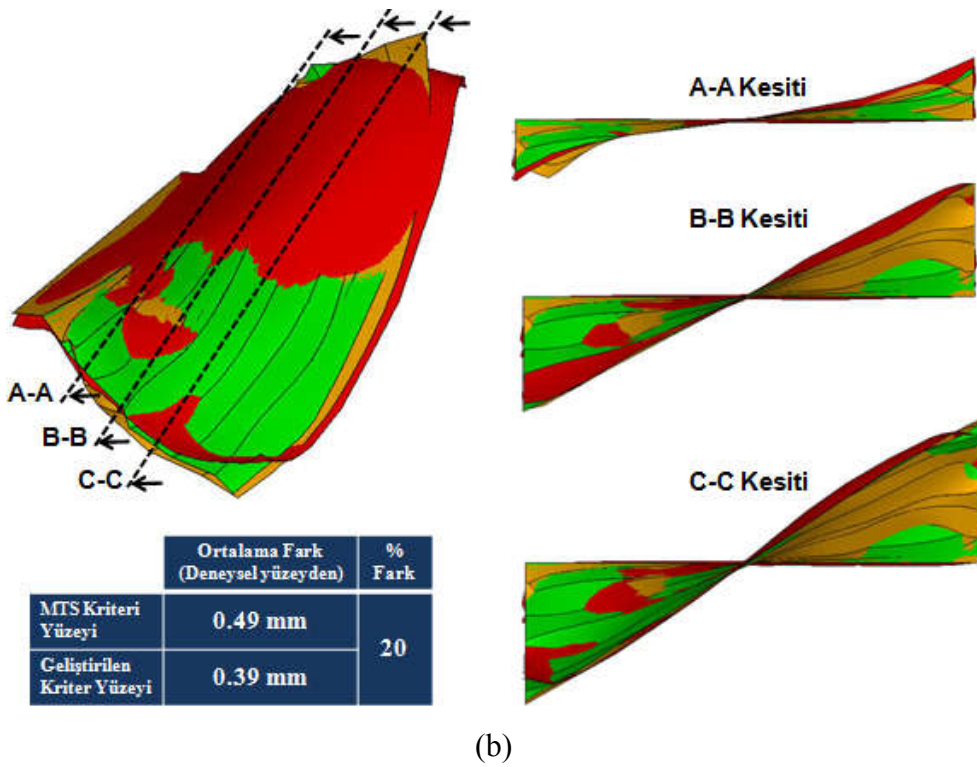 A-A Kesiti
B-B Kesiti
C-C Kesiti
A-A
B-B
C-C
Ortalama Fark
(Deneysel yüzeyden)
%
Fark
MTS Kriteri
Yüzeyi
0.49 mm
20
Geliştirilen
Kriter Yüzeyi
0.39 mm
(b)